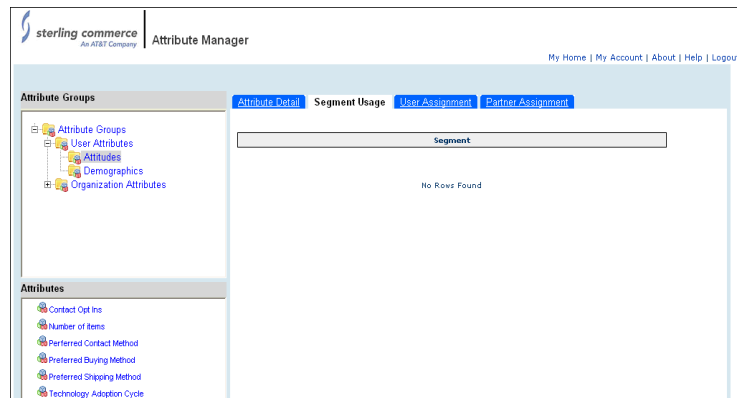 sterling commerce
An AT&T Company
Attribute Manager
My Home | My Account | About | Help | Logou
Attribute Groups
Attribute Detail Segment Usage User Assignment Partner Assignment
Attribute Groups
User Attributes
Attitudes
Demographics
Organization Attributes
Segment
No Rows Found
Attributes
Contact Opt Ins
Number of items
Perferred Contact Method
Preferred Buying Method
Preferred Shipping Method
Technology Adoption Cycle